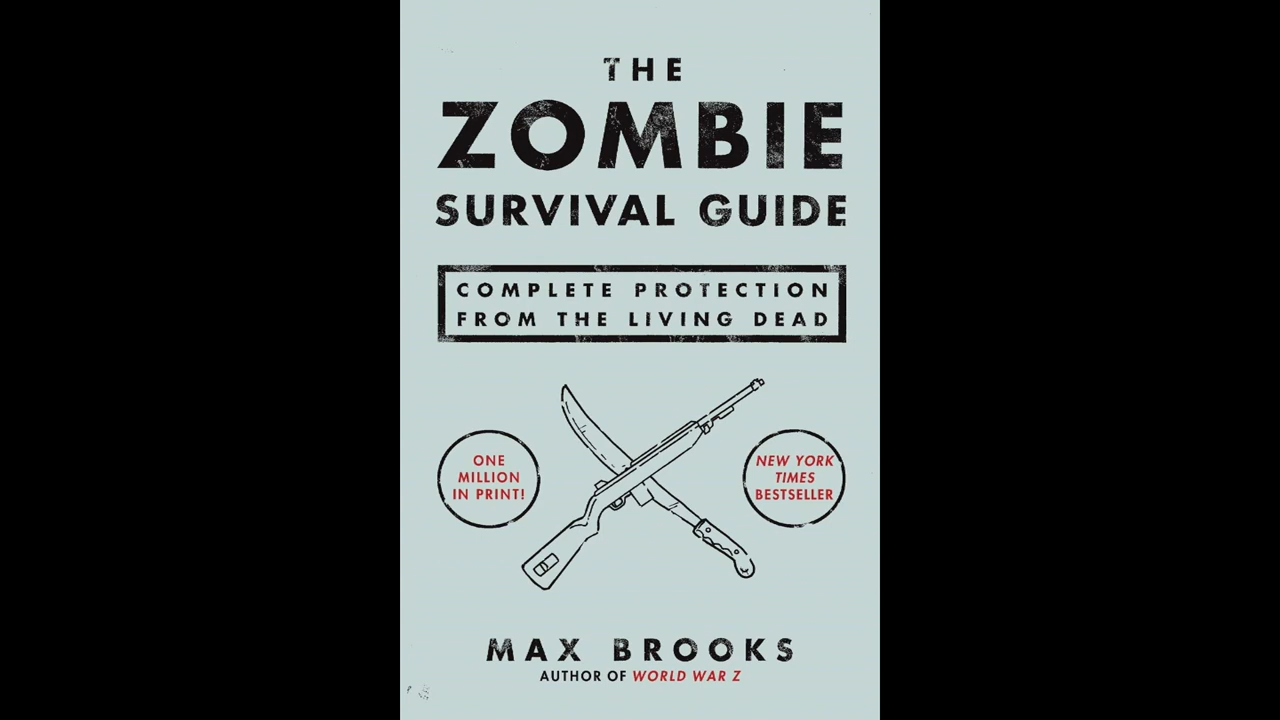 THE
ZOMBIE
SURVIVAL GUIDE
COMPLETE PROTECTION
FROM THE LIVING DEAD
ONE
MILLION
IN PRINT!
NEW YORK
TIMES
BESTSELLER
MAX BROOKS
AUTHOR OF WORLD WAR Z